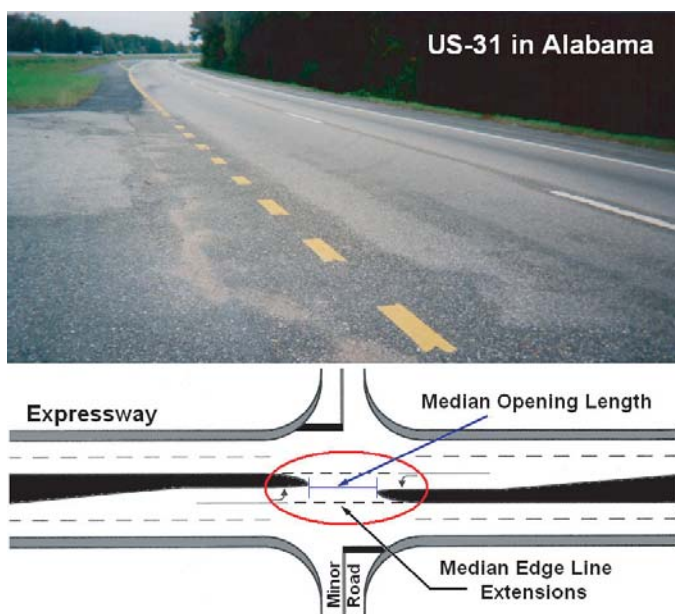 US-31 in Alabama
Expressway
Median Opening Length
Median Edge Line
Extensions
Minor
Road